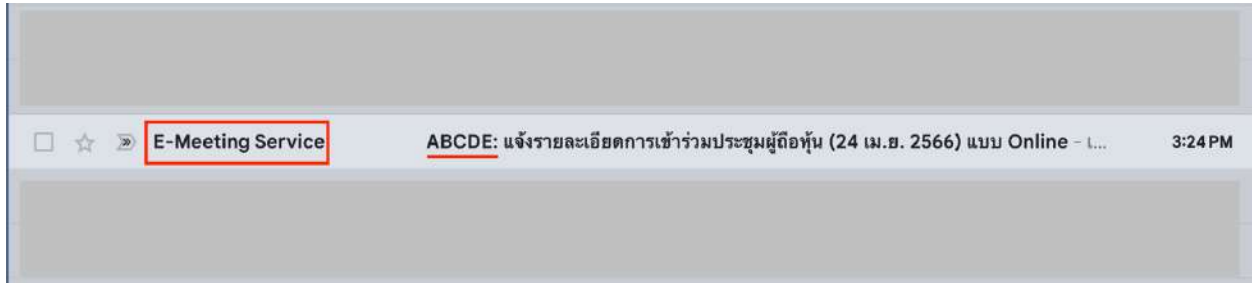 E-Meeting Service ABCDE: แจ้งรายละเอียดการเข้าร่วมประชุมผู้ถือหุ้น (24 เม.ย. 2566) แบบ Online - เ... 3:24 PM